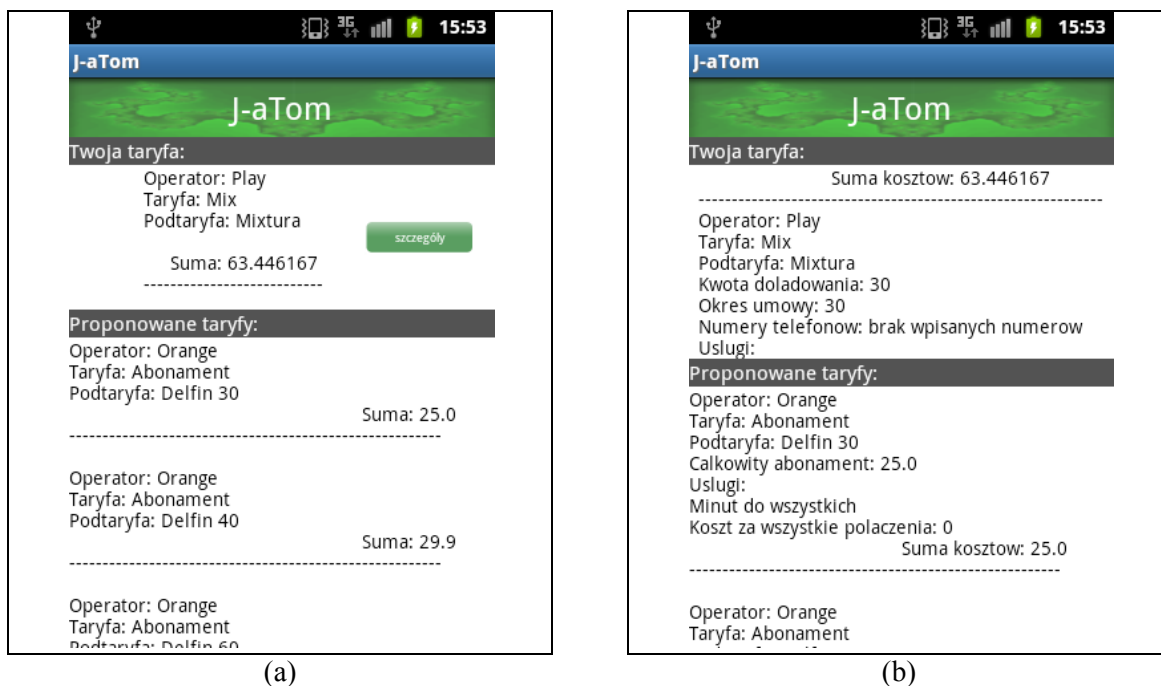 3G 15:53
J-aTom
J-aTom
Twoja taryfa:
Operator: Play
Taryfa: Mix
Podtaryfa: Mixtura
szczegóły
Suma: 63.446167
---------------------------
Proponowane taryfy:
Operator: Orange
Taryfa: Abonament
Podtaryfa: Delfin 30
Suma: 25.0
--------------------------------------------------------
Operator: Orange
Taryfa: Abonament
Podtaryfa: Delfin 40
Suma: 29.9
--------------------------------------------------------
Operator: Orange
Taryfa: Abonament
Podtaryfa: Delfin 60
(a)
3G 15:53
J-aTom
J-aTom
Twoja taryfa:
Suma kosztow: 63.446167
-------------------------------------------------------------
Operator: Play
Taryfa: Mix
Podtaryfa: Mixtura
Kwota doladowania: 30
Okres umowy: 30
Numery telefonow: brak wpisanych numerow
Uslugi:
Proponowane taryfy:
Operator: Orange
Taryfa: Abonament
Podtaryfa: Delfin 30
Calkowity abonament: 25.0
Uslugi:
Minut do wszystkich
Koszt za wszystkie polaczenia: 0
Suma kosztow: 25.0
--------------------------------------------------------
Operator: Orange
Taryfa: Abonament
(b)